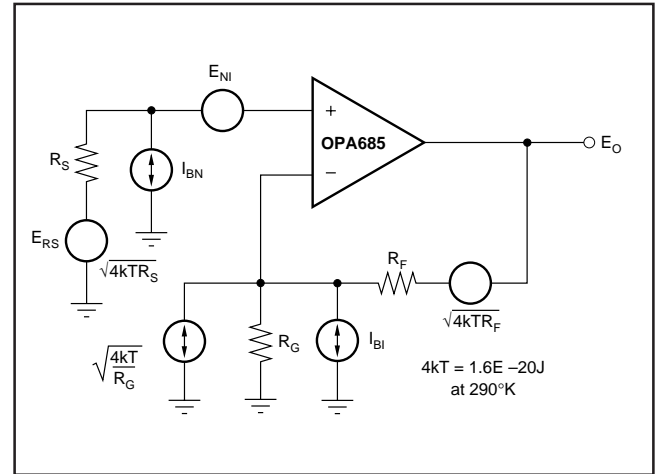 E_NI
+
OPA685
−
E_O
R_S
I_BN
E_RS
√4kTR_S
R_F
√4kTR_F
√4kT/R_G
R_G
I_BI
4kT = 1.6E –20J
at 290°K